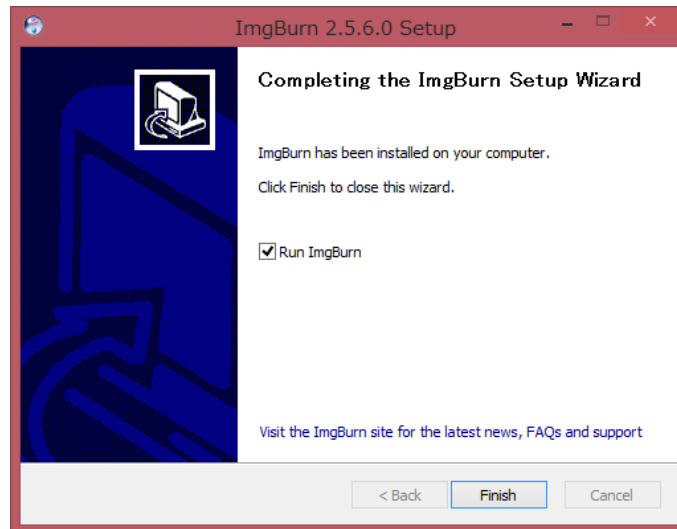 ImgBurn 2.5.6.0 Setup
Completing the ImgBurn Setup Wizard
ImgBurn has been installed on your computer.
Click Finish to close this wizard.
Run ImgBurn
Visit the ImgBurn site for the latest news, FAQs and support
< Back Finish Cancel